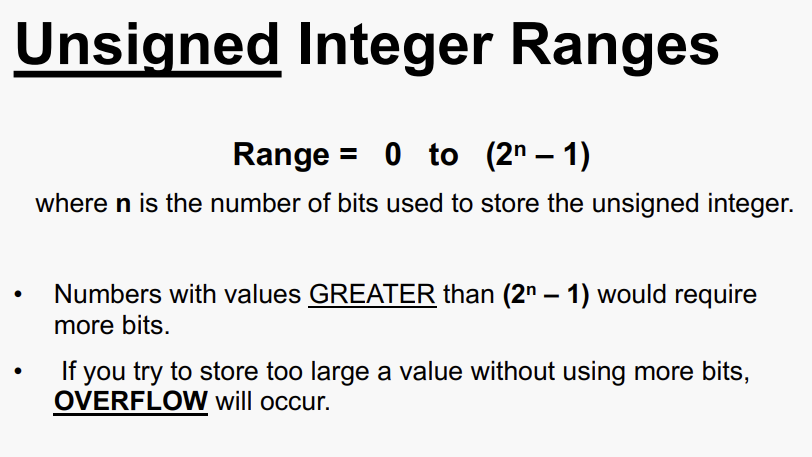 Unsigned Integer Ranges
Range = 0 to (2ⁿ – 1)
where n is the number of bits used to store the unsigned integer.
• Numbers with values GREATER than (2ⁿ – 1) would require
more bits.
• If you try to store too large a value without using more bits,
OVERFLOW will occur.